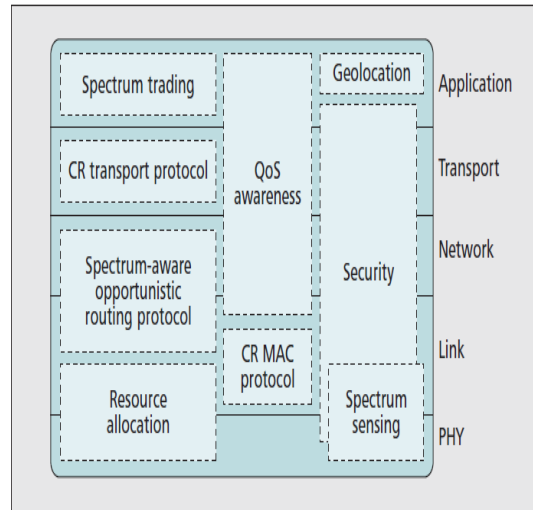 Spectrum trading
QoS
awareness
Geolocation
Application
CR transport protocol
Transport
Spectrum-aware
opportunistic
routing protocol
Security
Network
CR MAC
protocol
Link
Resource
allocation
Spectrum
sensing
PHY